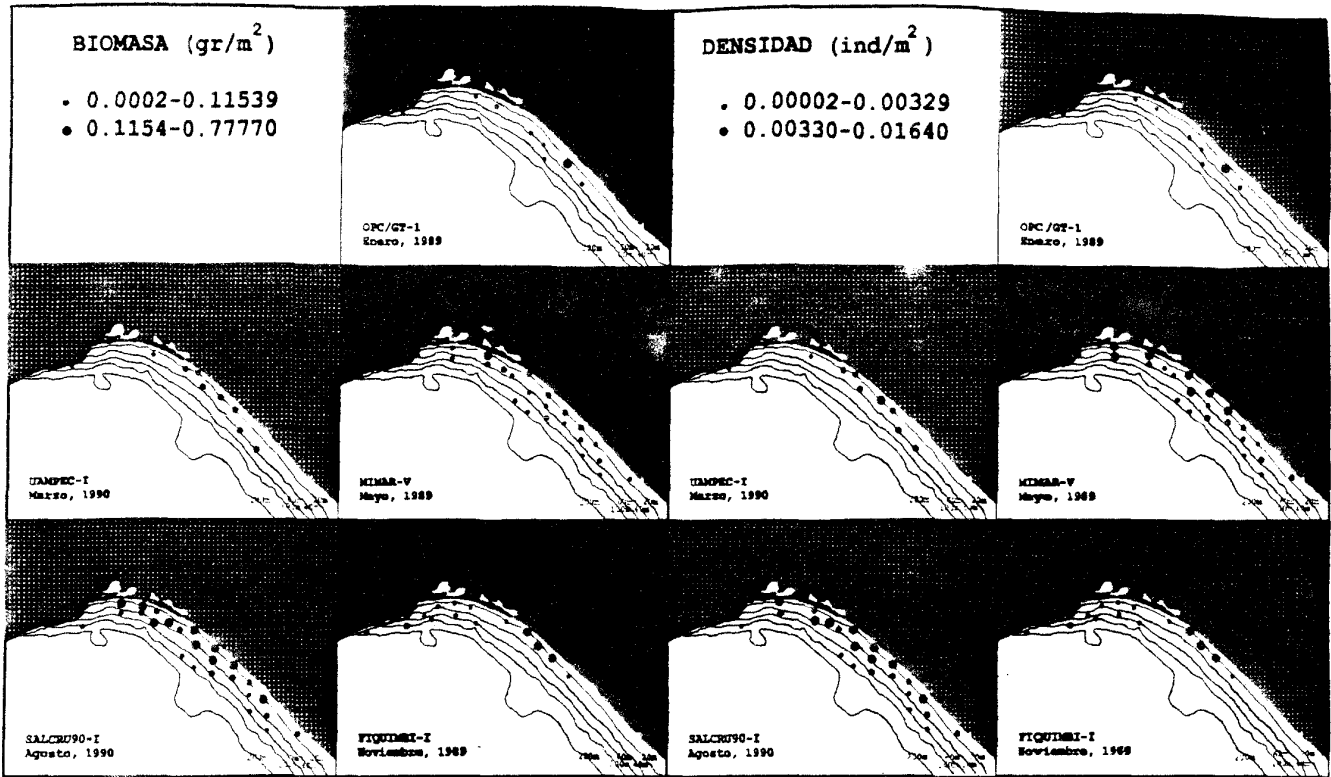 BIOMASA (gr/m²)
• 0.0002-0.11539
● 0.1154-0.77770
OPC/GT-1
Enero, 1989
DENSIDAD (ind/m²)
• 0.00002-0.00329
● 0.00330-0.01640
OPC/GT-1
Enero, 1989
UAMPEC-I
Marzo, 1990
MIMAR-V
Mayo, 1989
UAMPEC-I
Marzo, 1990
MIMAR-V
Mayo, 1989
SALCRU90-I
Agosto, 1990
FIQUIMBI-I
Noviembre, 1989
SALCRU90-I
Agosto, 1990
FIQUIMBI-I
Noviembre, 1989